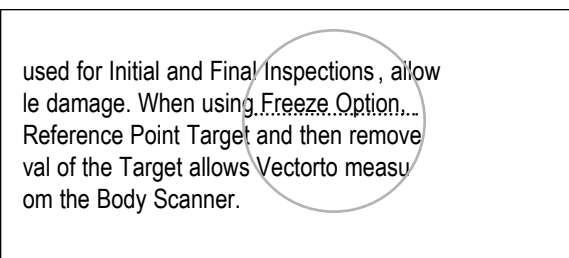 used for Initial and Final Inspections , allow
le damage. When using Freeze Option,
Reference Point Target and then remove
val of the Target allows Vectorto measu
om the Body Scanner.